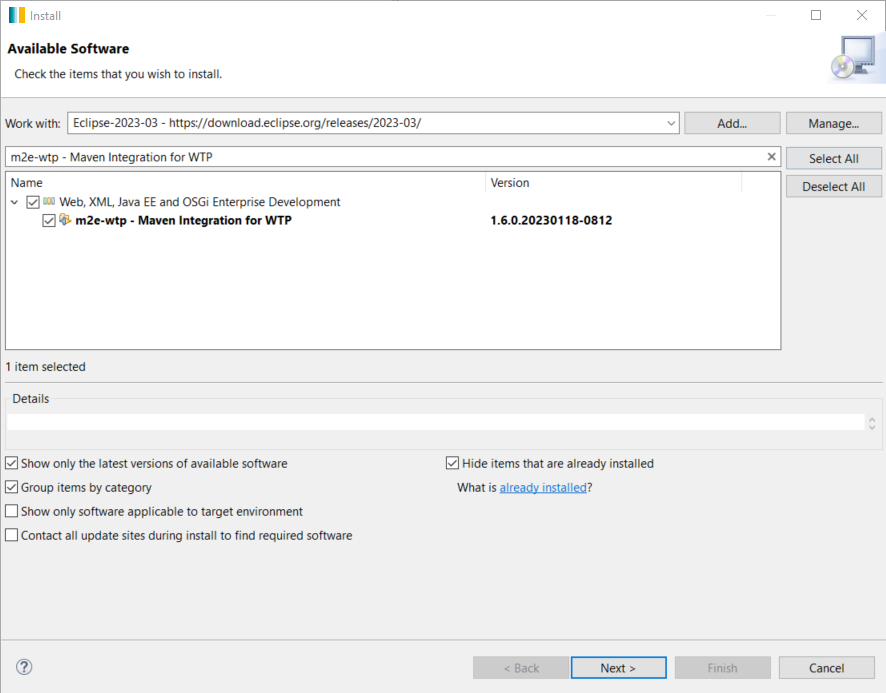 Install
Available Software
Check the items that you wish to install.
Work with: Eclipse-2023-03 - https://download.eclipse.org/releases/2023-03/ Add... Manage...
m2e-wtp - Maven Integration for WTP Select All
Name Version Deselect All
Web, XML, Java EE and OSGi Enterprise Development
m2e-wtp - Maven Integration for WTP 1.6.0.20230118-0812
1 item selected
Details
Show only the latest versions of available software Hide items that are already installed
Group items by category What is already installed?
Show only software applicable to target environment
Contact all update sites during install to find required software
? < Back Next > Finish Cancel